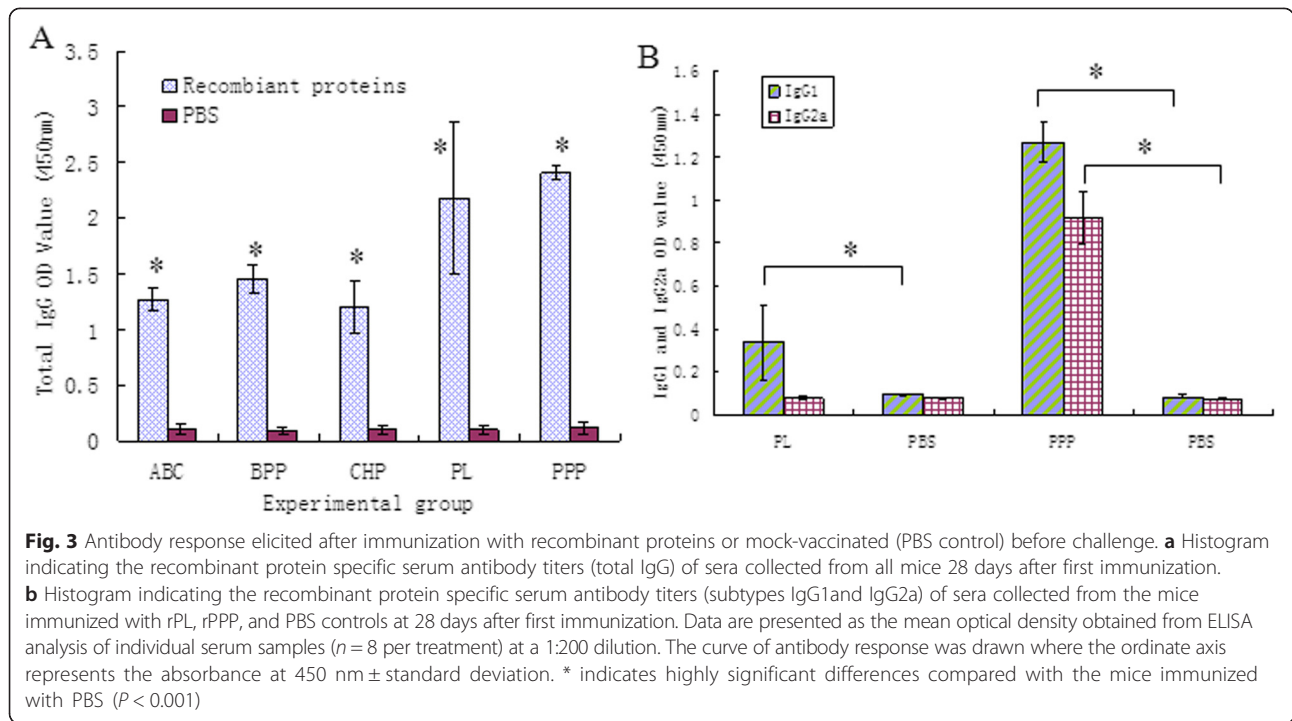 A
3.5
3
2.5
2
1.5
1
0.5
0
Total IgG OD Value (450nm)
Recombiant proteins
PBS
* * * * *
ABC BPP CHP PL PPP
Experimental group
B
1.6
1.4
1.2
1
0.8
0.6
0.4
0.2
0
IgG1 and IgG2a OD value (450nm)
IgG1
IgG2a
*
*
*
PL PBS PPP PBS
Fig. 3 Antibody response elicited after immunization with recombinant proteins or mock-vaccinated (PBS control) before challenge. a Histogram
indicating the recombinant protein specific serum antibody titers (total IgG) of sera collected from all mice 28 days after first immunization.
b Histogram indicating the recombinant protein specific serum antibody titers (subtypes IgG1and IgG2a) of sera collected from the mice
immunized with rPL, rPPP, and PBS controls at 28 days after first immunization. Data are presented as the mean optical density obtained from ELISA
analysis of individual serum samples (n = 8 per treatment) at a 1:200 dilution. The curve of antibody response was drawn where the ordinate axis
represents the absorbance at 450 nm ± standard deviation. * indicates highly significant differences compared with the mice immunized
with PBS (P < 0.001)